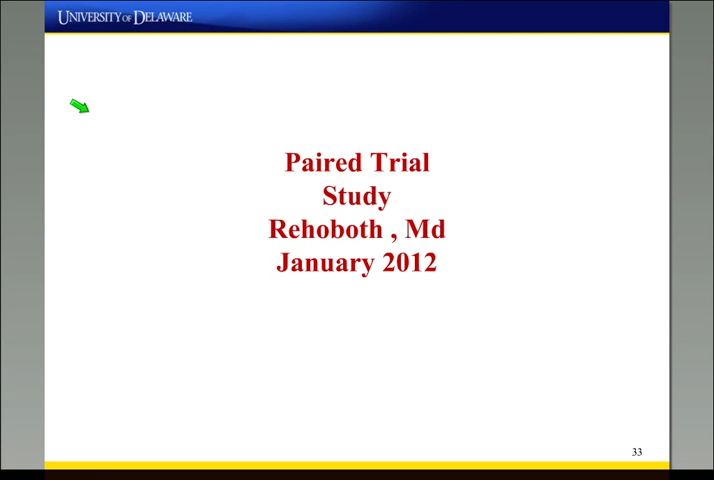 UNIVERSITY OF DELAWARE
Paired Trial
Study
Rehoboth , Md
January 2012
33